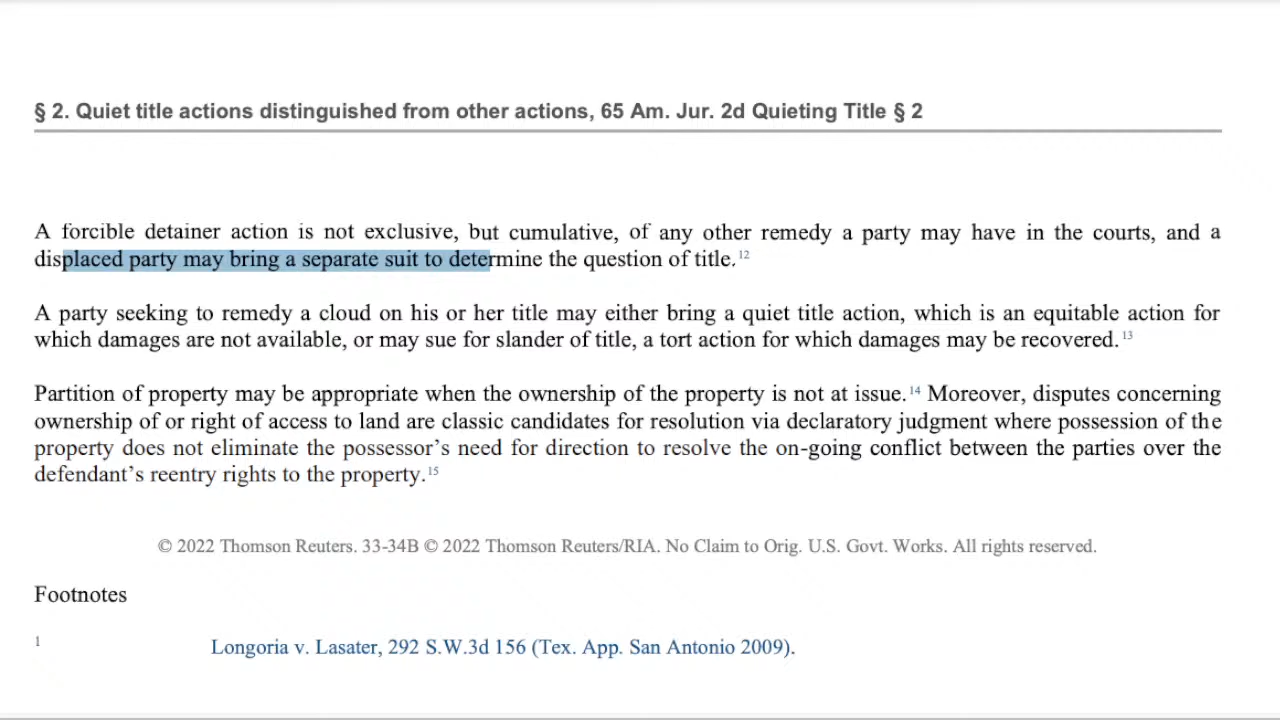 § 2. Quiet title actions distinguished from other actions, 65 Am. Jur. 2d Quieting Title § 2
A forcible detainer action is not exclusive, but cumulative, of any other remedy a party may have in the courts, and a
displaced party may bring a separate suit to determine the question of title. 12
A party seeking to remedy a cloud on his or her title may either bring a quiet title action, which is an equitable action for
which damages are not available, or may sue for slander of title, a tort action for which damages may be recovered. 13
Partition of property may be appropriate when the ownership of the property is not at issue. 14 Moreover, disputes concerning
ownership of or right of access to land are classic candidates for resolution via declaratory judgment where possession of the
property does not eliminate the possessor’s need for direction to resolve the on-going conflict between the parties over the
defendant’s reentry rights to the property. 15
© 2022 Thomson Reuters. 33-34B © 2022 Thomson Reuters/RIA. No Claim to Orig. U.S. Govt. Works. All rights reserved.
Footnotes
1 Longoria v. Lasater, 292 S.W.3d 156 (Tex. App. San Antonio 2009).